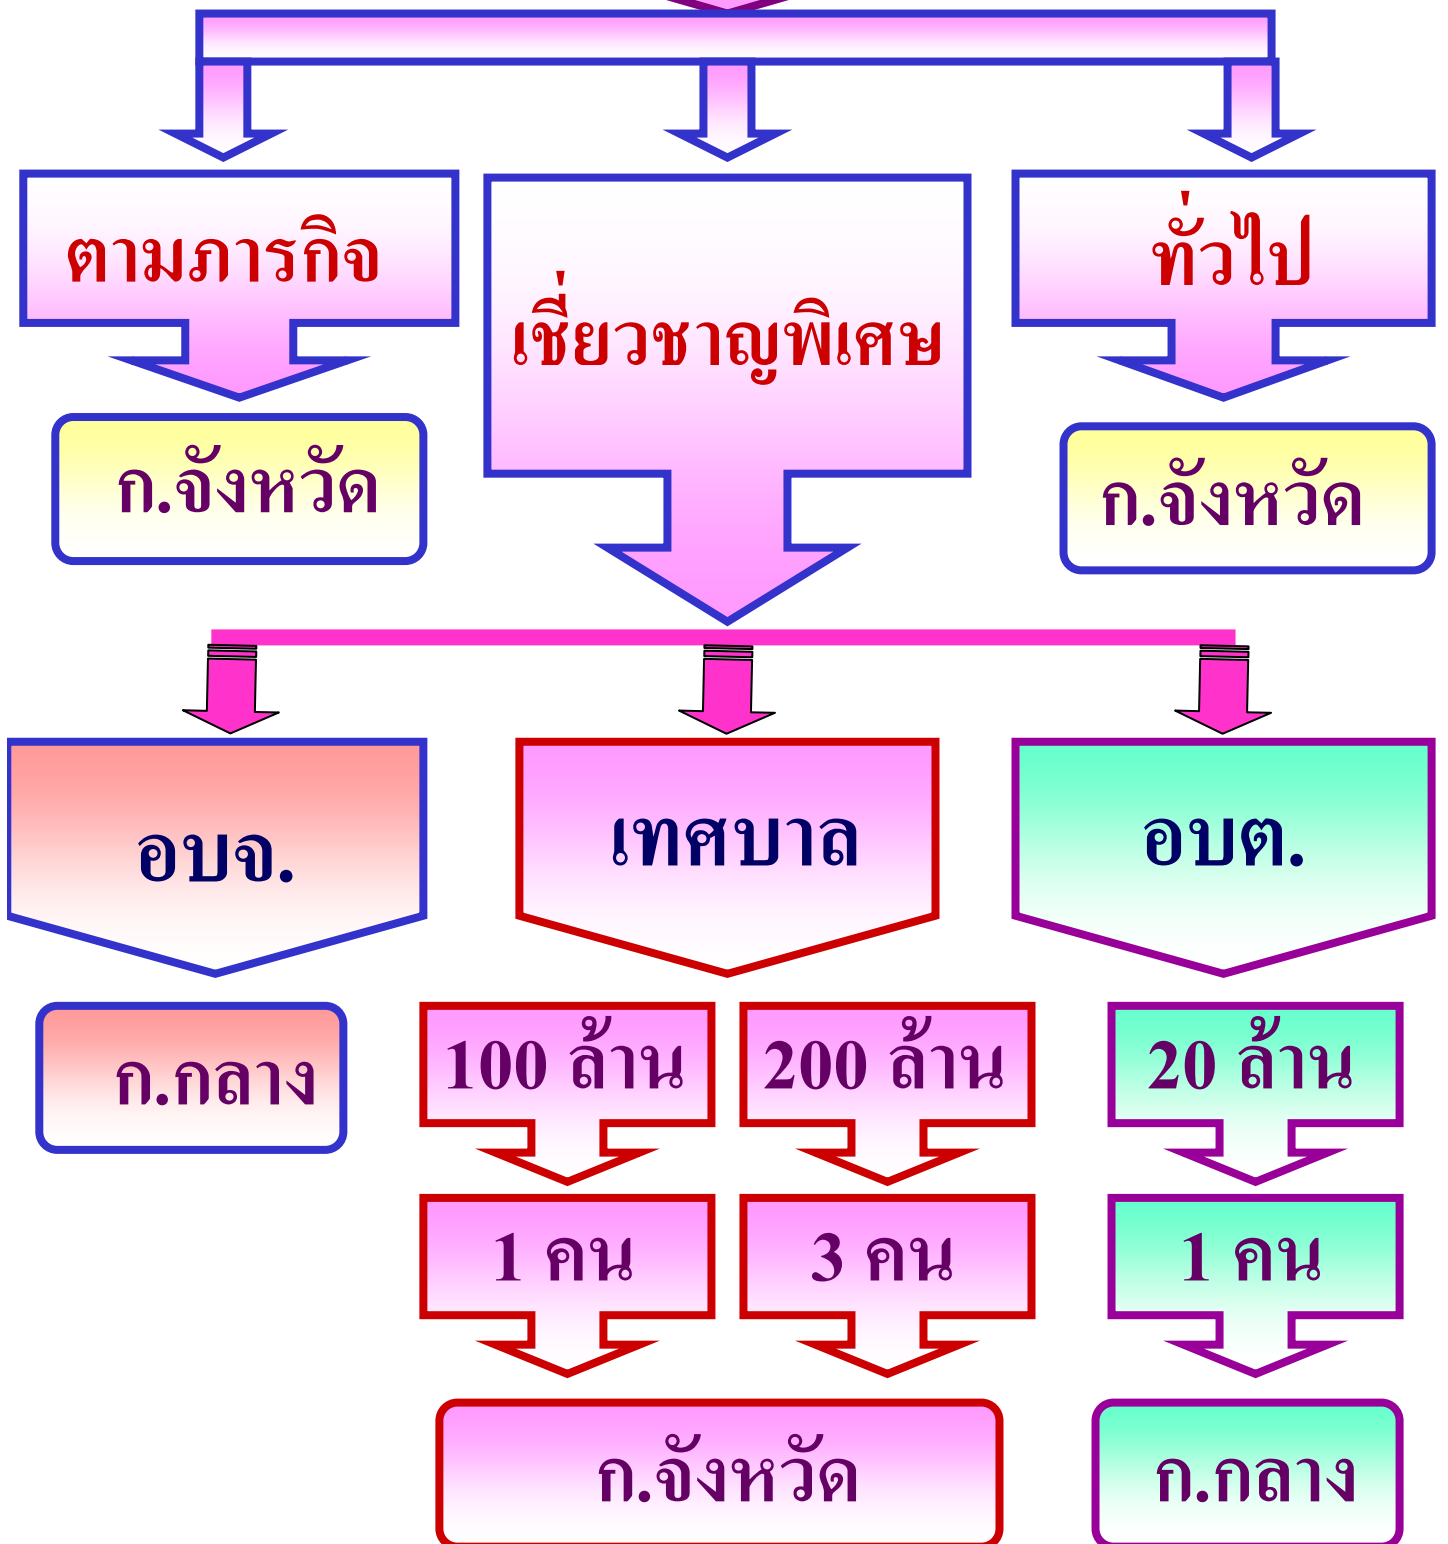 ตามภารกิจ
เชี่ยวชาญพิเศษ
ทั่วไป
ก.จังหวัด
ก.จังหวัด
อบจ.
เทศบาล
อบต.
ก.กลาง
100 ล้าน
200 ล้าน
20 ล้าน
1 คน
3 คน
1 คน
ก.จังหวัด
ก.กลาง